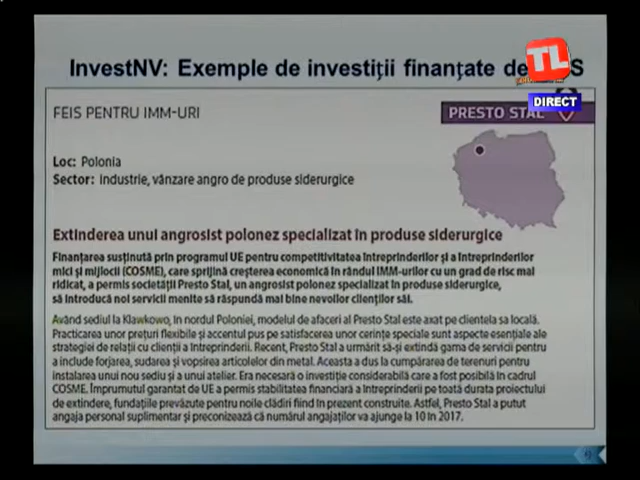 InvestNV: Exemple de investiții finanțate de S
TL
DIRECT
FEIS PENTRU IMM-URI
PRESTO STAL
Loc: Polonia
Sector: Industrie, vânzare angro de produse siderurgice
Extinderea unui angrosist polonez specializat în produse siderurgice
Finanțarea susținută prin programul UE pentru competitivitatea întreprinderilor și a întreprinderilor
mici și mijlocii (COSME), care sprijină creșterea economică în rândul IMM-urilor cu un grad de risc mai
ridicat, a permis societății Presto Stal, un angrosist polonez specializat în produse siderurgice,
să introducă noi servicii menite să răspundă mai bine nevoilor clienților săi.
Având sediul la Klawkowo, în nordul Poloniei, modelul de afaceri al Presto Stal este axat pe clientela sa locală.
Practicarea unor prețuri flexibile și accentul pus pe satisfacerea unor cerințe speciale sunt aspecte esențiale ale
strategiei de relații cu clienții a întreprinderii. Recent, Presto Stal a urmărit să-și extindă gama de servicii pentru
a include forjarea, sudarea și vopsirea articolelor din metal. Aceasta a dus la cumpărarea de terenuri pentru
instalarea unui nou sediu și a unui atelier. Era necesară o investiție considerabilă care a fost posibilă în cadrul
COSME. Împrumutul garantat de UE a permis stabilitatea financiară a întreprinderii pe toată durata proiectului
de extindere, fundațiile prevăzute pentru noile clădiri fiind în prezent construite. Astfel, Presto Stal a putut
angaja personal suplimentar și preconizează că numărul angajaților va ajunge la 10 în 2017.